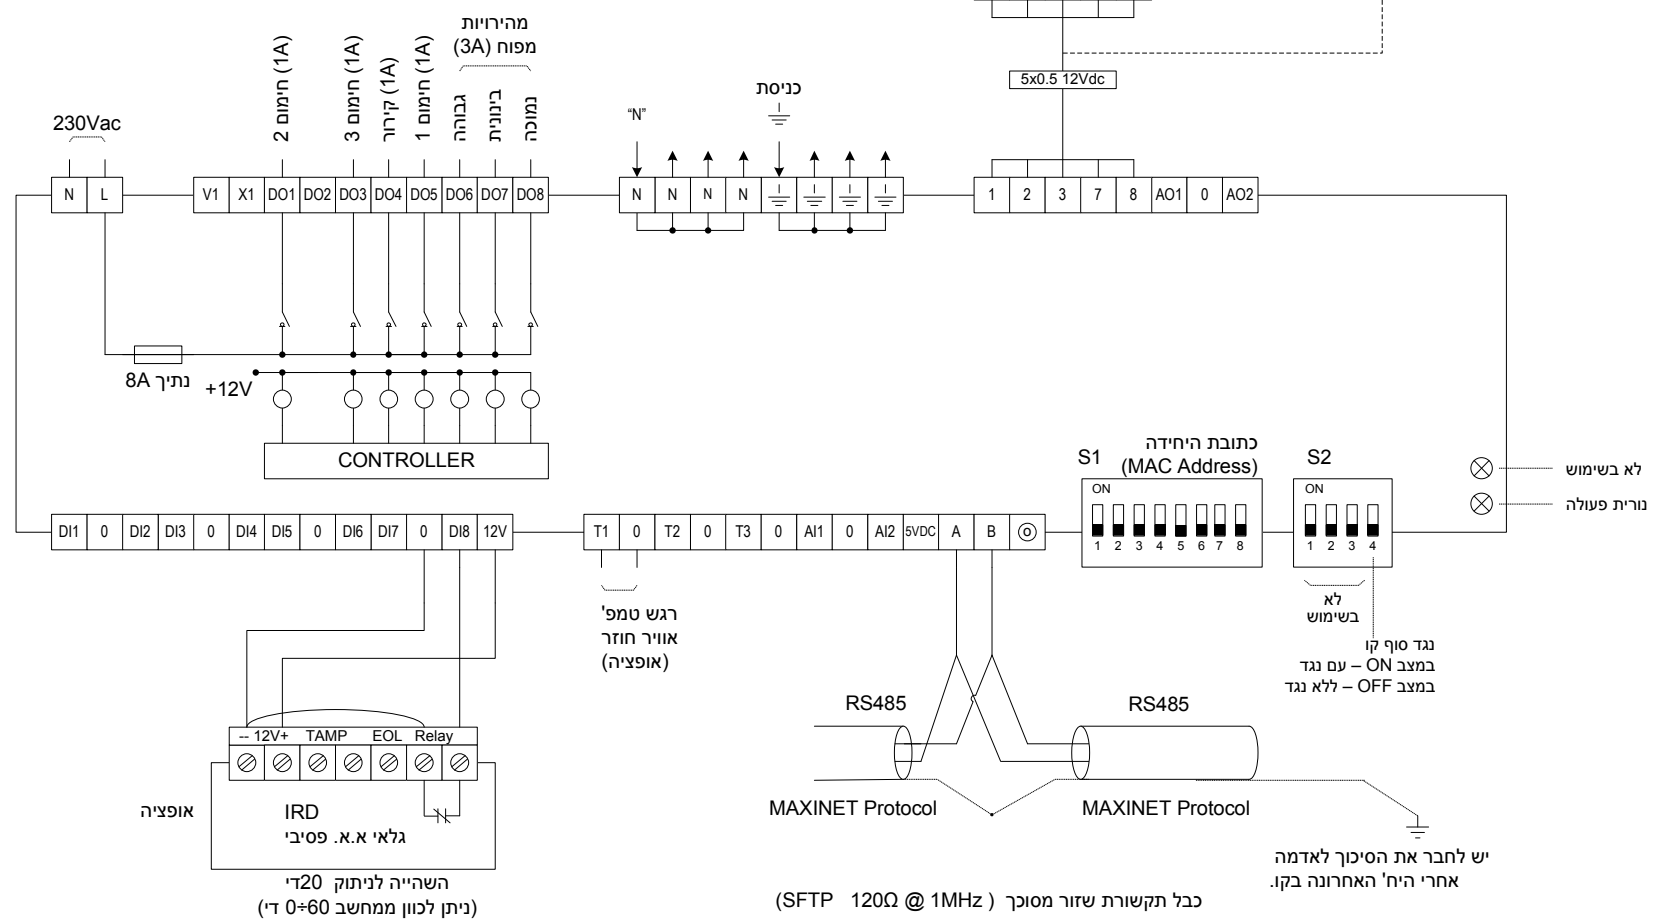 מהירויות
מפוח (3A)
230Vac
חימום 2 (1A)
חימום 3 (1A)
קירור (1A)
חימום 1 (1A)
גבוהה
בינונית
נמוכה
"N"
כניסת
5x0.5 12Vdc
N L
V1 X1 DO1 DO2 DO3 DO4 DO5 DO6 DO7 DO8
N N N N
1 2 3 7 8 AO1 0 AO2
נתיך 8A
+12V
CONTROLLER
כתובת היחידה
(MAC Address)
S1
ON
1 2 3 4 5 6 7 8
S2
ON
1 2 3 4
לא בשימוש
נורית פעולה
DI1 0 DI2 DI3 0 DI4 DI5 0 DI6 DI7 0 DI8 12V
T1 0 T2 0 T3 0 AI1 0 AI2 5VDC A B
רגש טמפ'
אוויר חוזר
(אופציה)
לא
בשימוש
נגד סוף קו
במצב ON – עם נגד
במצב OFF – ללא נגד
RS485
RS485
-- 12V+ TAMP EOL Relay
אופציה
IRD
גלאי א.א. פסיבי
MAXINET Protocol
MAXINET Protocol
יש לחבר את הסיכוך לאדמה
אחרי היח' האחרונה בקו.
השהייה לניתוק 20די
(ניתן לכוון ממחשב 60÷0 די)
כבל תקשורת שזור מסוכך (SFTP 120Ω @ 1MHz)